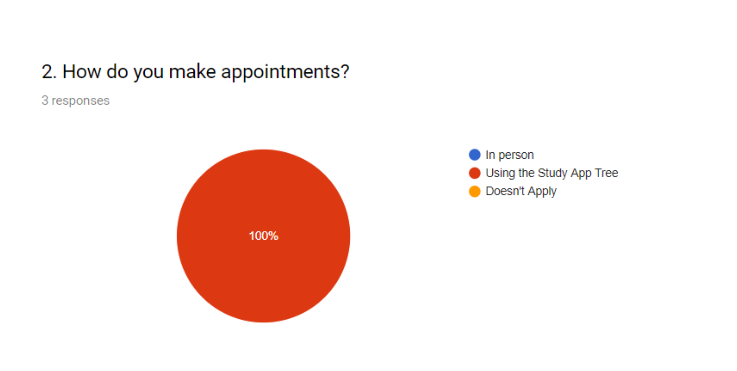 2. How do you make appointments?
3 responses
In person
Using the Study App Tree
Doesn't Apply
100%